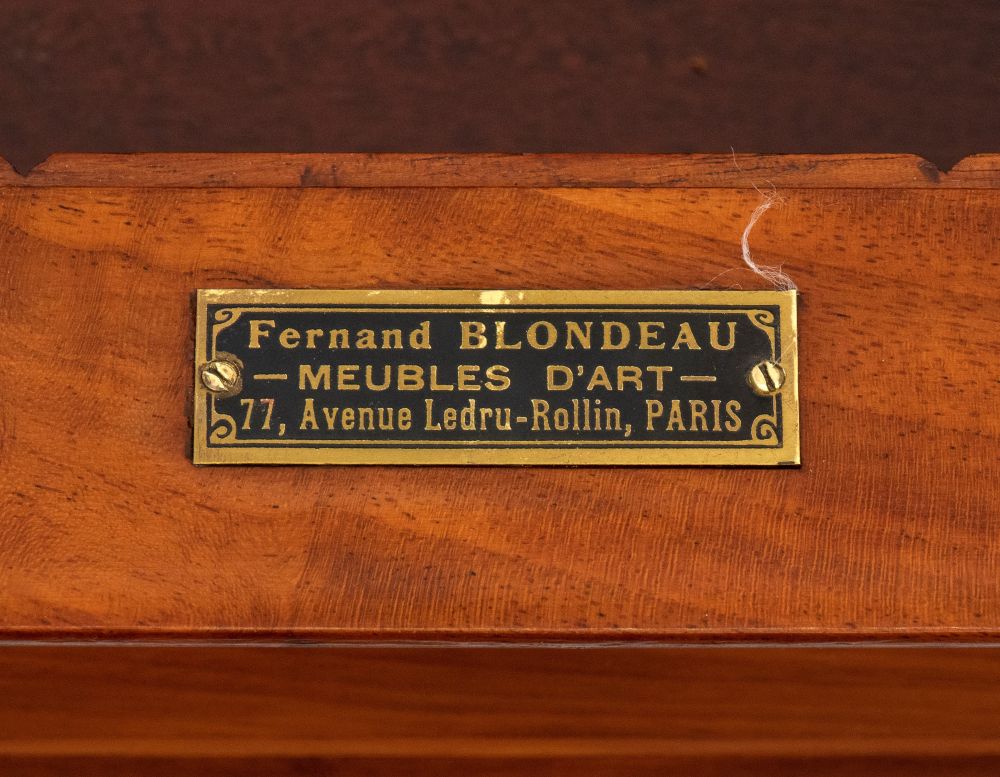 Fernand BLONDEAU
— MEUBLES D'ART —
77, Avenue Ledru-Rollin, PARIS